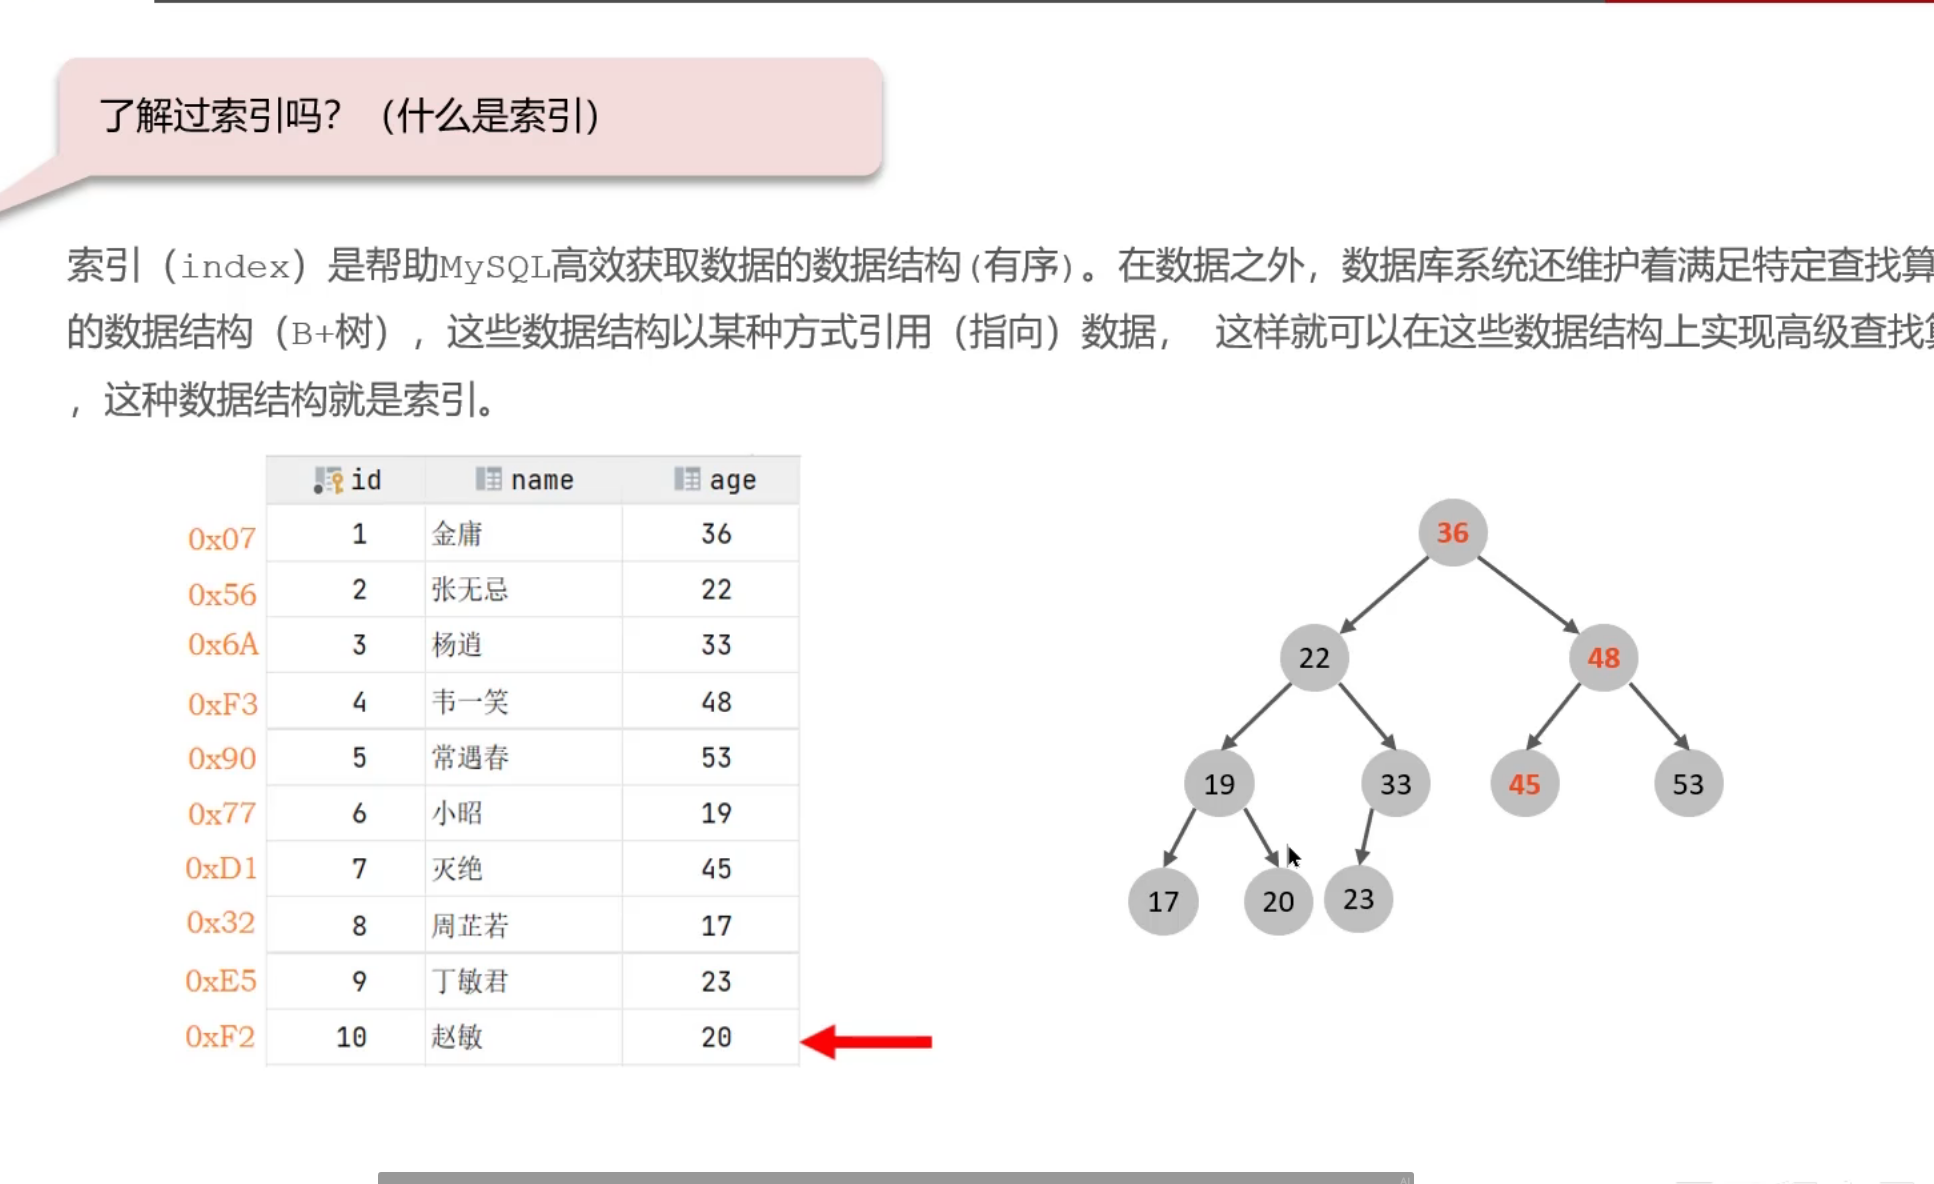 了解过索引吗？（什么是索引）
索引（index）是帮助MySQL高效获取数据的数据结构(有序)。在数据之外，数据库系统还维护着满足特定查找算
的数据结构（B+树），这些数据结构以某种方式引用（指向）数据， 这样就可以在这些数据结构上实现高级查找算
，这种数据结构就是索引。
id name age
0x07 1 金庸 36
0x56 2 张无忌 22
0x6A 3 杨逍 33
0xF3 4 韦一笑 48
0x90 5 常遇春 53
0x77 6 小昭 19
0xD1 7 灭绝 45
0x32 8 周芷若 17
0xE5 9 丁敏君 23
0xF2 10 赵敏 20
36
22 48
19 33 45 53
17 20 23